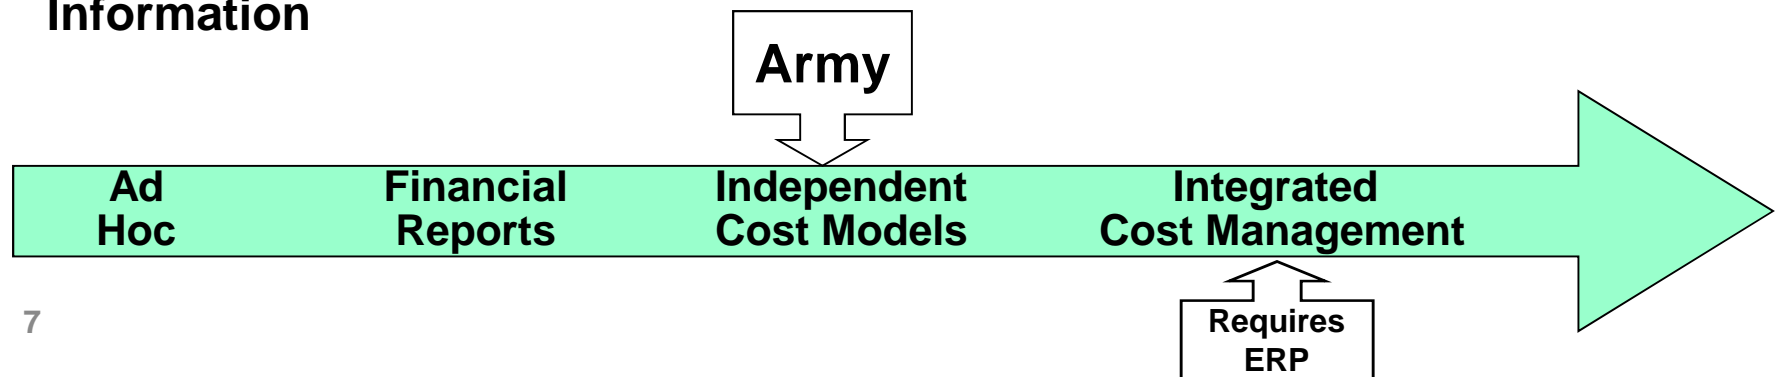 Information
Army
Ad
Hoc
Financial
Reports
Independent
Cost Models
Integrated
Cost Management
7
Requires
ERP